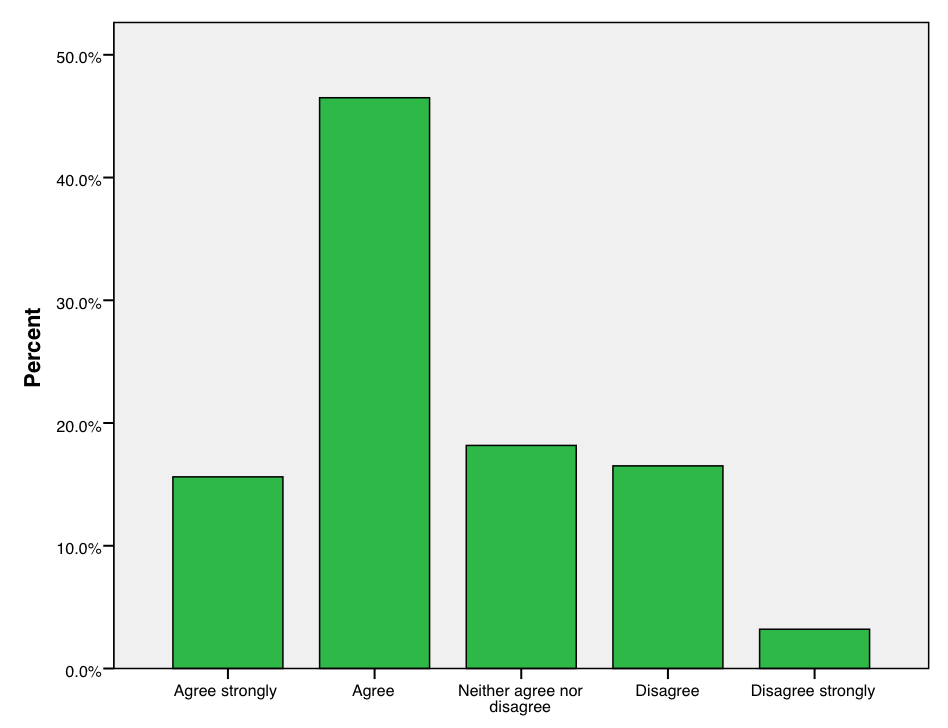 50.0%
40.0%
30.0%
20.0%
10.0%
0.0%
Percent
Agree strongly
Agree
Neither agree nor
disagree
Disagree
Disagree strongly